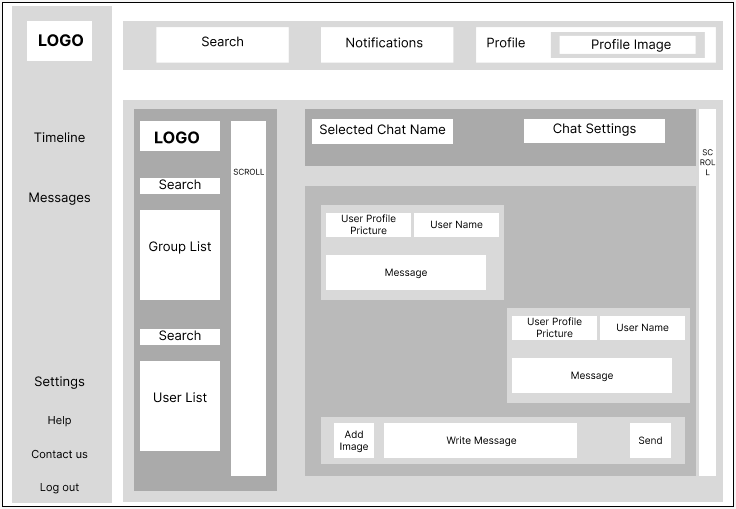 LOGO
Search
Notifications
Profile
Profile Image
Timeline
Messages
Settings
Help
Contact us
Log out
LOGO
SCROLL
Search
Group List
Search
User List
Selected Chat Name
Chat Settings
SC
ROL
L
User Profile
Pricture
User Name
Message
User Profile
Pricture
User Name
Message
Add
Image
Write Message
Send